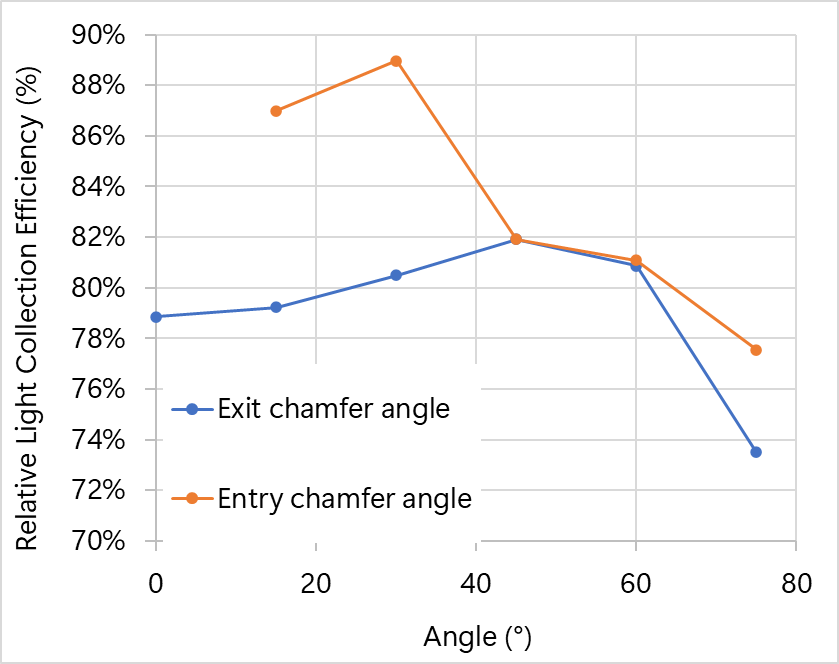 90%
88%
86%
84%
82%
80%
78%
76%
74%
72%
70%
Relative Light Collection Efficiency (%)
Exit chamfer angle
Entry chamfer angle
0 20 40 60 80
Angle (°)